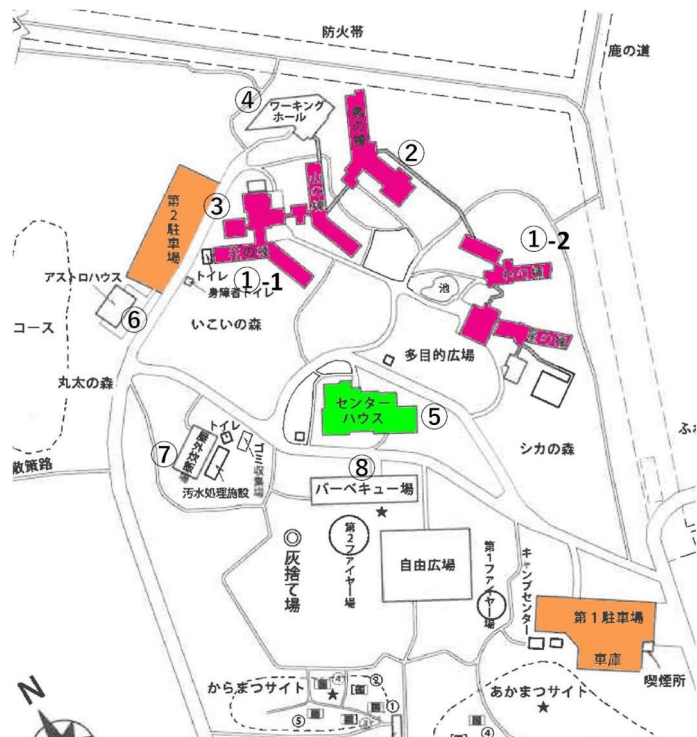 防火帯
鹿の道
④
ワーキング
ホール
②
第2駐車場
③
山の棟
①-2
トイレ
①-1
身障者トイレ
アストロハウス
⑥
池
コース
いこいの森
多目的広場
丸太の森
センター
ハウス
⑤
シカの森
⑦
トイレ
ゴミ収集場
散策路
汚水処理施設
⑧
バーベキュー場
★
第2ファイヤー場
灰捨て場
自由広場
第1ファイヤー場
キャンプセンター
第1駐車場
車庫
喫煙所
からまつサイト
★
①
⑤
あかまつサイト
★
④
N